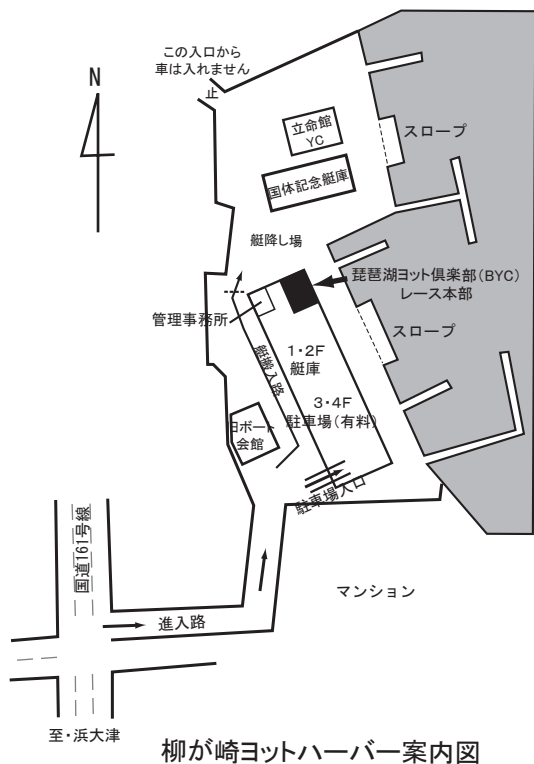 この入口から
車は入れません
止
N
立命館
YC
スロープ
国体記念艇庫
艇降し場
琵琶湖ヨット倶楽部(BYC)
レース本部
管理事務所
スロープ
1・2F
艇庫
艇搬入路
3・4F
駐車場(有料)
旧ボート
会館
駐車場入口
国道161号線
マンション
進入路
至・浜大津
柳が崎ヨットハーバー案内図